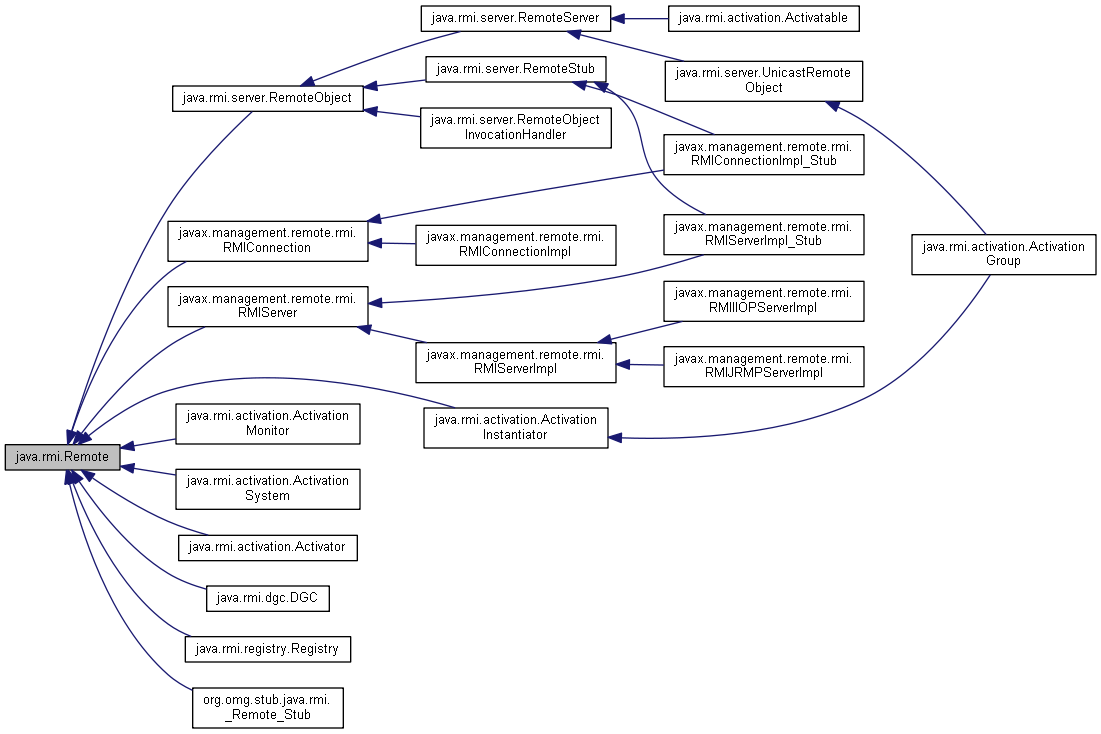 java.rmi.server.RemoteServer
java.rmi.activation.Activatable
java.rmi.server.RemoteStub
java.rmi.server.UnicastRemote
Object
java.rmi.server.RemoteObject
java.rmi.server.RemoteObject
InvocationHandler
javax.management.remote.rmi.
RMIConnectionImpl_Stub
javax.management.remote.rmi.
RMIConnection
javax.management.remote.rmi.
RMIConnectionImpl
javax.management.remote.rmi.
RMIServerImpl_Stub
java.rmi.activation.Activation
Group
javax.management.remote.rmi.
RMIServer
javax.management.remote.rmi.
RMIIIOPServerImpl
javax.management.remote.rmi.
RMIServerImpl
javax.management.remote.rmi.
RMIJRMPServerImpl
java.rmi.activation.Activation
Monitor
java.rmi.activation.Activation
Instantiator
java.rmi.Remote
java.rmi.activation.Activation
System
java.rmi.activation.Activator
java.rmi.dgc.DGC
java.rmi.registry.Registry
org.omg.stub.java.rmi.
_Remote_Stub